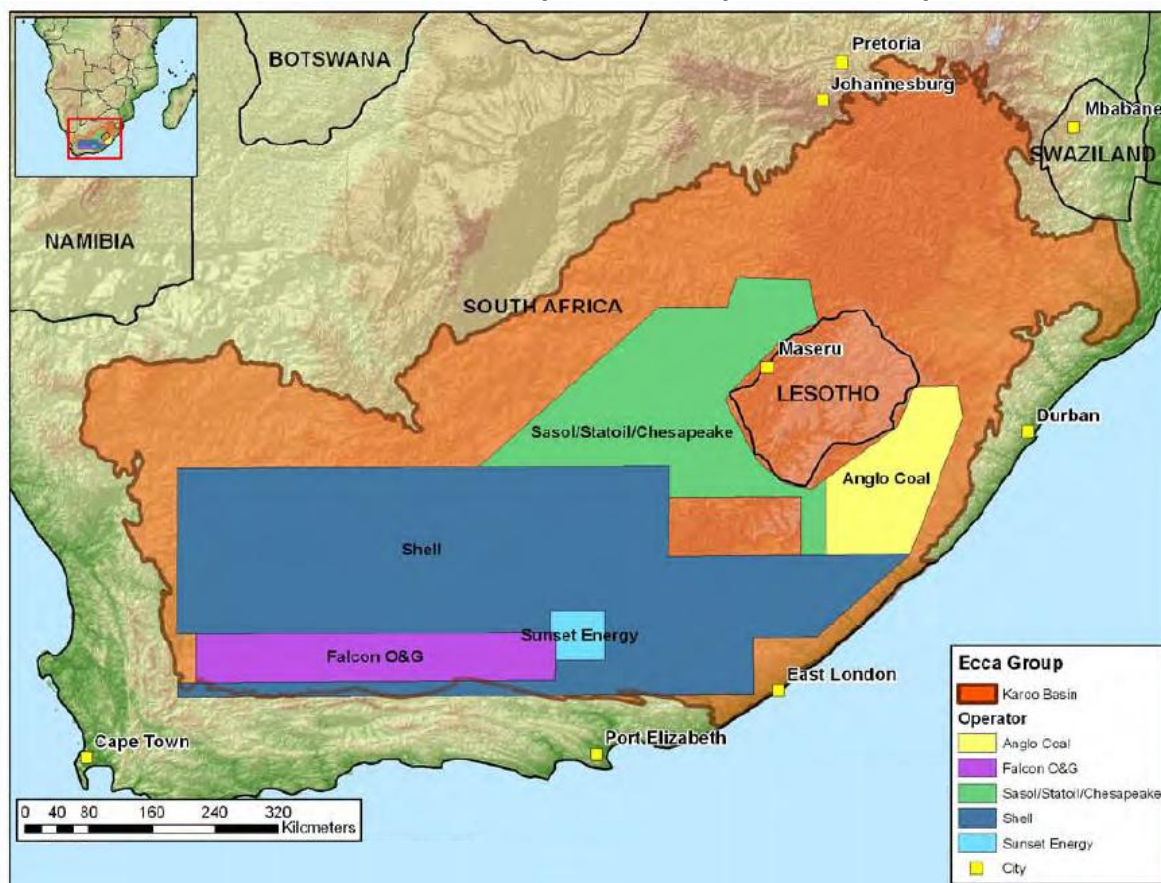 BOTSWANA
Pretoria
Johannesburg
Mbabane
SWAZILAND
NAMIBIA
SOUTH AFRICA
Maseru
LESOTHO
Durban
Sasol/Statoil/Chesapeake
Anglo Coal
Shell
Sunset Energy
Falcon O&G
East London
Cape Town
Port Elizabeth
0 40 80 160 240 320
Kilcmeters
Ecca Group
Karoo Basin
Operator
Anglo Coal
Falcon O&G
Sasol/Statoil/Chesapeake
Shell
Sunset Energy
City